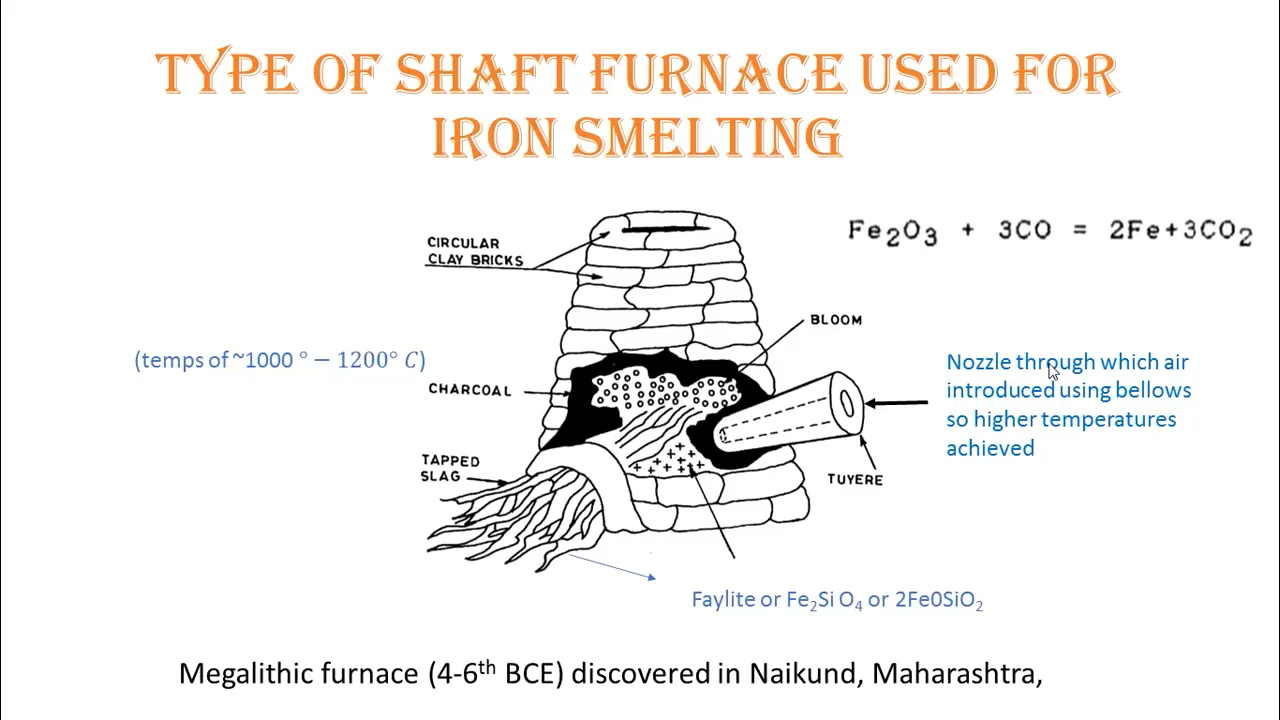 TYPE OF SHAFT FURNACE USED FOR
IRON SMELTING
Fe₂O₃ + 3CO = 2Fe+3CO₂
CIRCULAR
CLAY BRICKS
BLOOM
(temps of ~1000 ° − 1200° C)
CHARCOAL
Nozzle through which air
introduced using bellows
so higher temperatures
achieved
TAPPED
SLAG
TUYERE
Faylite or Fe₂Si O₄ or 2Fe0SiO₂
Megalithic furnace (4-6th BCE) discovered in Naikund, Maharashtra,